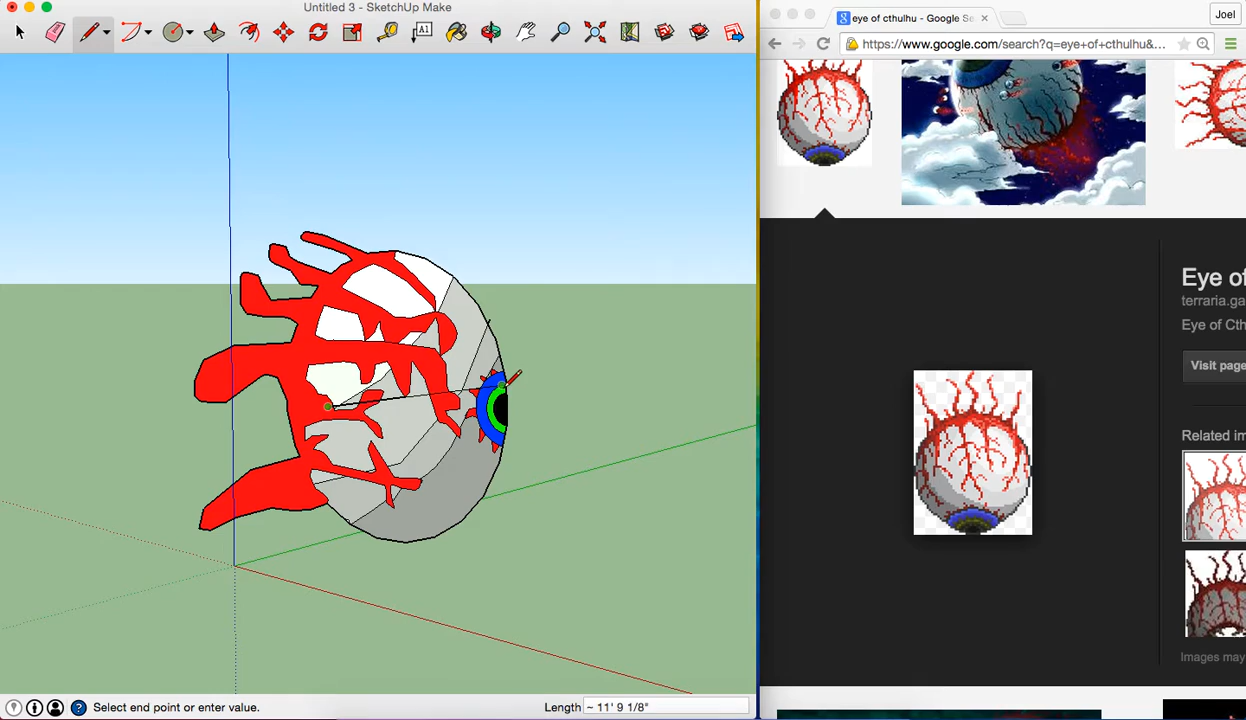 Untitled 3 - SketchUp Make
A1
Select end point or enter value.
Length ~ 11' 9 1/8"
eye of cthulhu - Google Se
Joel
https://www.google.com/search?q=eye+of+cthulhu&...
Eye of
terraria.ga
Eye of Cth
Visit page
Related im
Images may